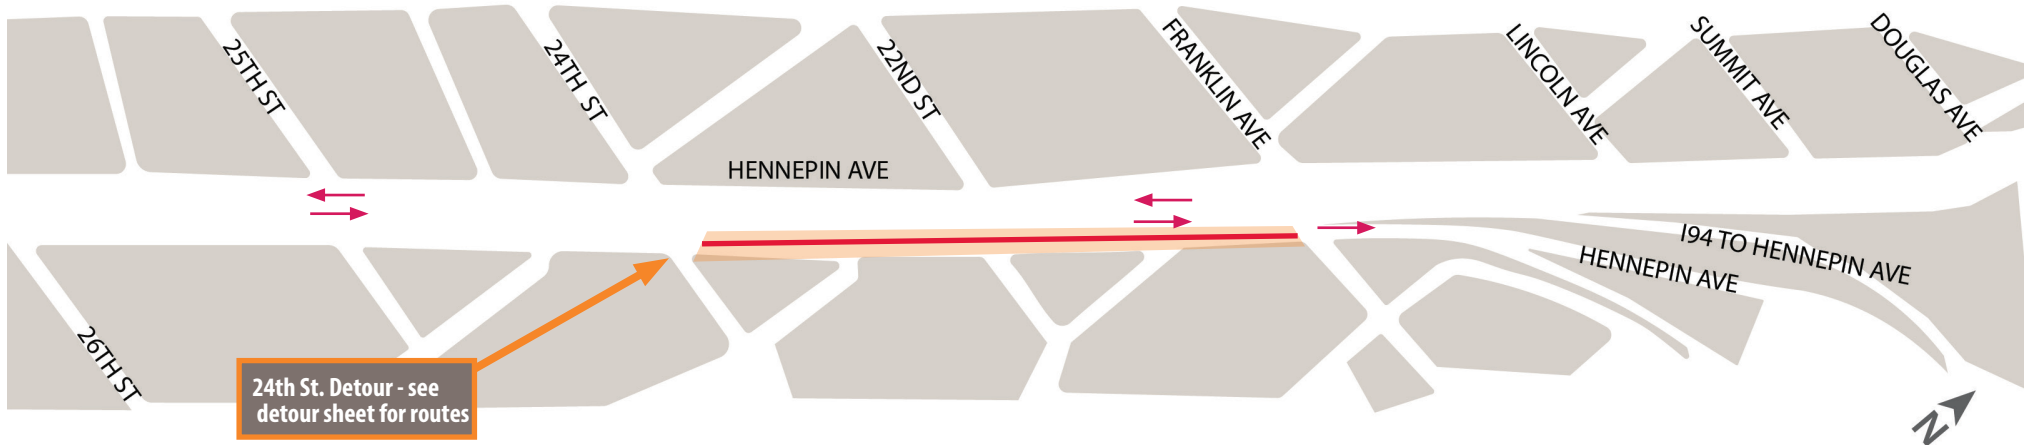 25TH ST
24TH ST
22ND ST
FRANKLIN AVE
LINCOLN AVE
SUMMIT AVE
DOUGLAS AVE
HENNEPIN AVE
I94 TO HENNEPIN AVE
HENNEPIN AVE
26TH ST
24th St. Detour - see
detour sheet for routes
N